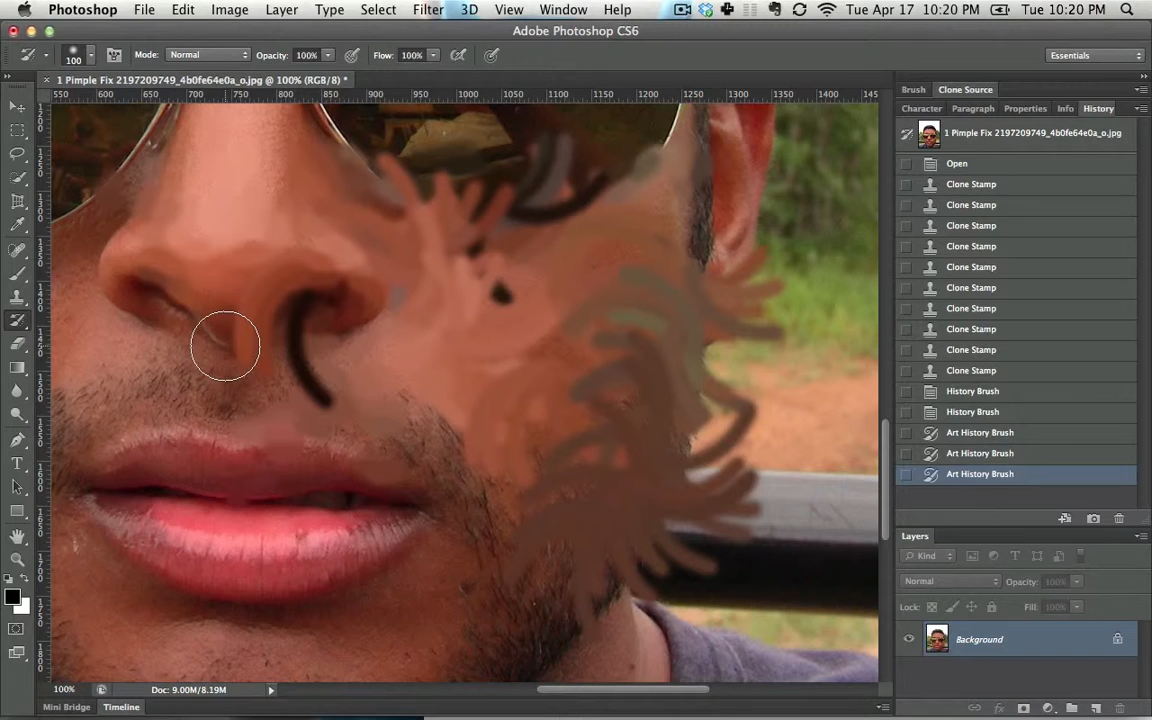 Photoshop File Edit Image Layer Type Select Filter 3D View Window Help Tue Apr 17 10:20 PM Tue 10:20 PM
Adobe Photoshop CS6
100 Mode: Normal Opacity: 100% Flow: 100% Essentials
1 Pimple Fix 2197209749_4b0fe64e0a_o.jpg @ 100% (RGB/8) *
Brush Clone Source
550 600 650 700 750 800 850 900 950 1000 1050 1100 1150 1200 1250 1300 1350 1400 145
Character Paragraph Properties Info History
1 Pimple Fix 2197209749_4b0fe64e0a_o.jpg
Open
Clone Stamp
Clone Stamp
Clone Stamp
Clone Stamp
Clone Stamp
Clone Stamp
Clone Stamp
Clone Stamp
Clone Stamp
Clone Stamp
History Brush
History Brush
Art History Brush
Art History Brush
Art History Brush
Layers
Kind
Normal Opacity: 100%
Lock: Fill: 100%
Background
100% Doc: 9.00M/8.19M
Mini Bridge Timeline